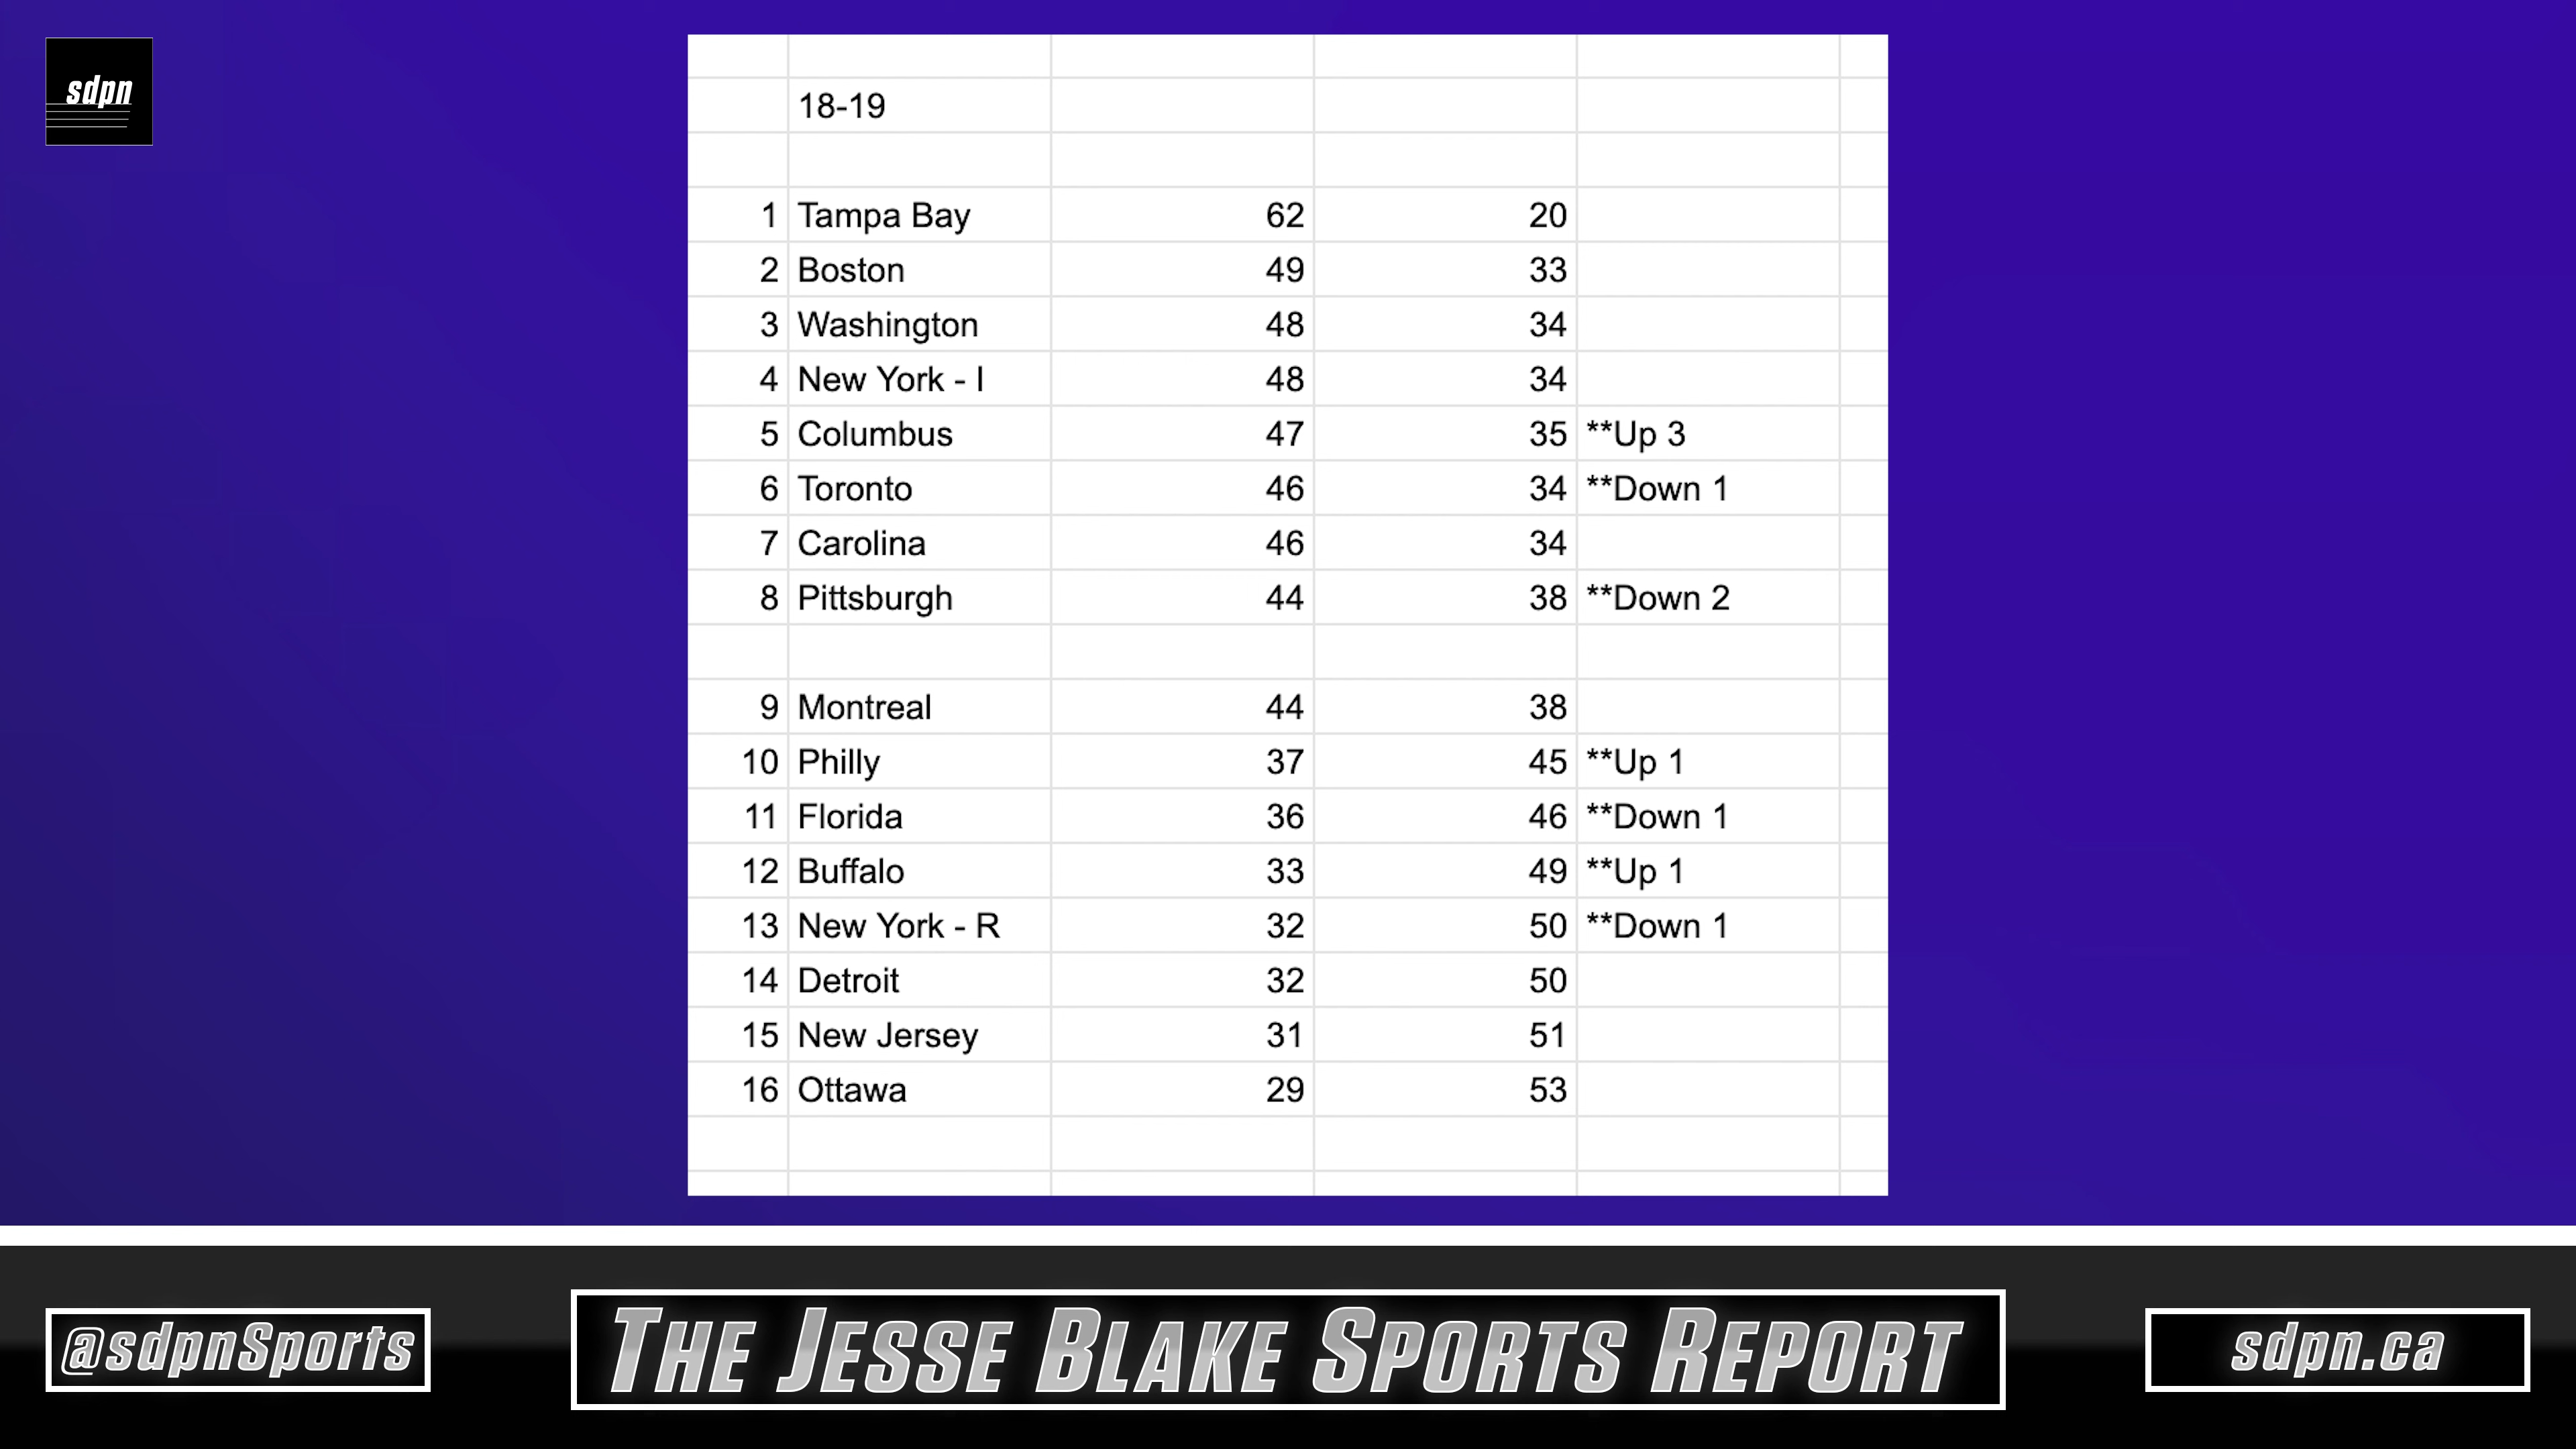 sdpn
18-19
1 Tampa Bay 62 20
2 Boston 49 33
3 Washington 48 34
4 New York - I 48 34
5 Columbus 47 35 **Up 3
6 Toronto 46 34 **Down 1
7 Carolina 46 34
8 Pittsburgh 44 38 **Down 2
9 Montreal 44 38
10 Philly 37 45 **Up 1
11 Florida 36 46 **Down 1
12 Buffalo 33 49 **Up 1
13 New York - R 32 50 **Down 1
14 Detroit 32 50
15 New Jersey 31 51
16 Ottawa 29 53
@sdpnSports
THE JESSE BLAKE SPORTS REPORT
sdpn.ca